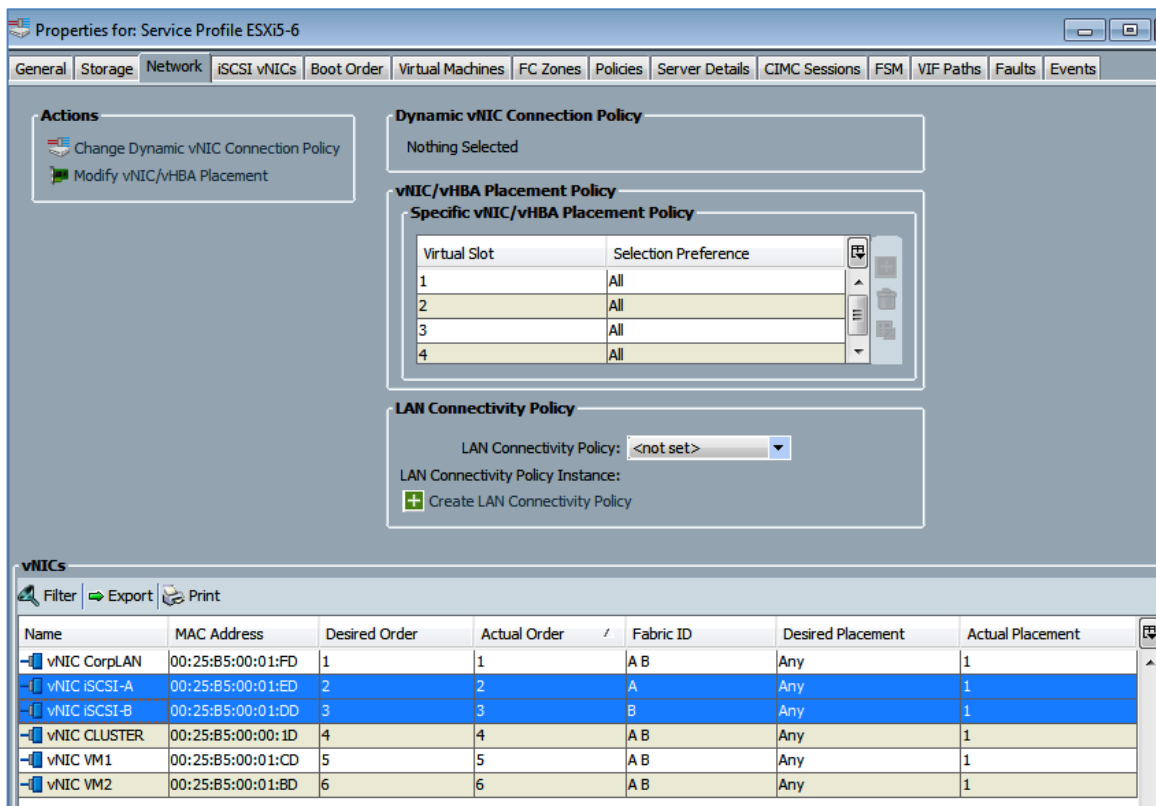 Properties for: Service Profile ESXi5-6
General Storage Network iSCSI vNICs Boot Order Virtual Machines FC Zones Policies Server Details CIMC Sessions FSM VIF Paths Faults Events
Actions
Change Dynamic vNIC Connection Policy
Modify vNIC/vHBA Placement
Dynamic vNIC Connection Policy
Nothing Selected
vNIC/vHBA Placement Policy
Specific vNIC/vHBA Placement Policy
Virtual Slot Selection Preference
1 All
2 All
3 All
4 All
LAN Connectivity Policy
LAN Connectivity Policy: <not set>
LAN Connectivity Policy Instance:
Create LAN Connectivity Policy
vNICs
Filter Export Print
Name MAC Address Desired Order Actual Order Fabric ID Desired Placement Actual Placement
vNIC CorpLAN 00:25:B5:00:01:FD 1 1 A B Any 1
vNIC iSCSI-A 00:25:B5:00:01:ED 2 2 A Any 1
vNIC iSCSI-B 00:25:B5:00:01:DD 3 3 B Any 1
vNIC CLUSTER 00:25:B5:00:00:1D 4 4 A B Any 1
vNIC VM1 00:25:B5:00:01:CD 5 5 A B Any 1
vNIC VM2 00:25:B5:00:01:BD 6 6 A B Any 1